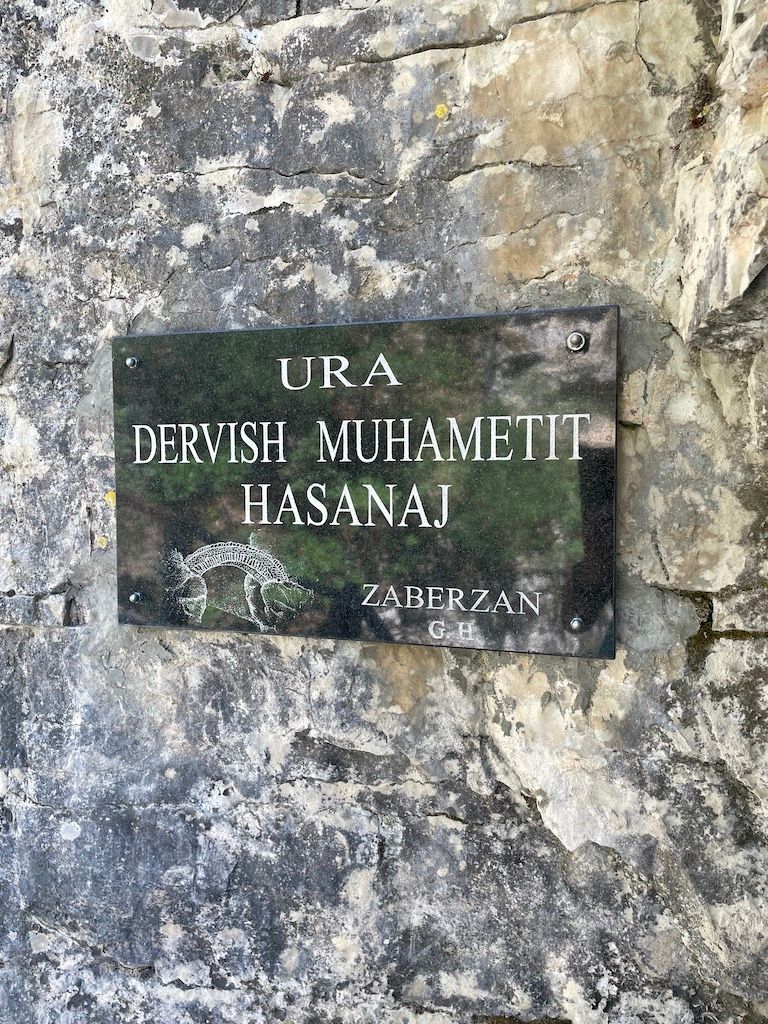 URA
DERVISH MUHAMETIT
HASANAJ
ZABERZAN
G. H